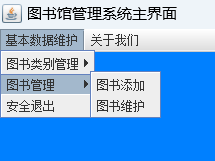 图书馆管理系统主界面
基本数据维护 关于我们
图书类别管理
图书管理 图书添加
安全退出 图书维护